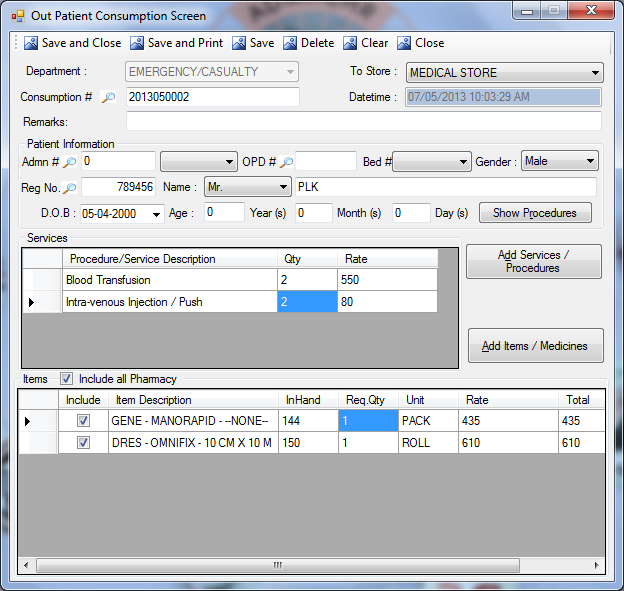 Out Patient Consumption Screen
Save and Close Save and Print Save Delete Clear Close
Department : EMERGENCY/CASUALTY To Store : MEDICAL STORE
Consumption # 2013050002 Datetime : 07/05/2013 10:03:29 AM
Remarks:
Patient Information
Admn # 0 OPD # Bed # Gender : Male
Reg No. 789456 Name : Mr. PLK
D.O.B : 05-04-2000 Age : 0 Year (s) 0 Month (s) 0 Day (s) Show Procedures
Services
Procedure/Service Description Qty Rate
Blood Transfusion 2 550
Intra-venous Injection / Push 2 80
Add Services /
Procedures
Add Items / Medicines
Items Include all Pharmacy
Include Item Description InHand Req.Qty Unit Rate Total
GENE - MANORAPID - --NONE-- 144 1 PACK 435 435
DRES - OMNIFIX - 10 CM X 10 M 150 1 ROLL 610 610